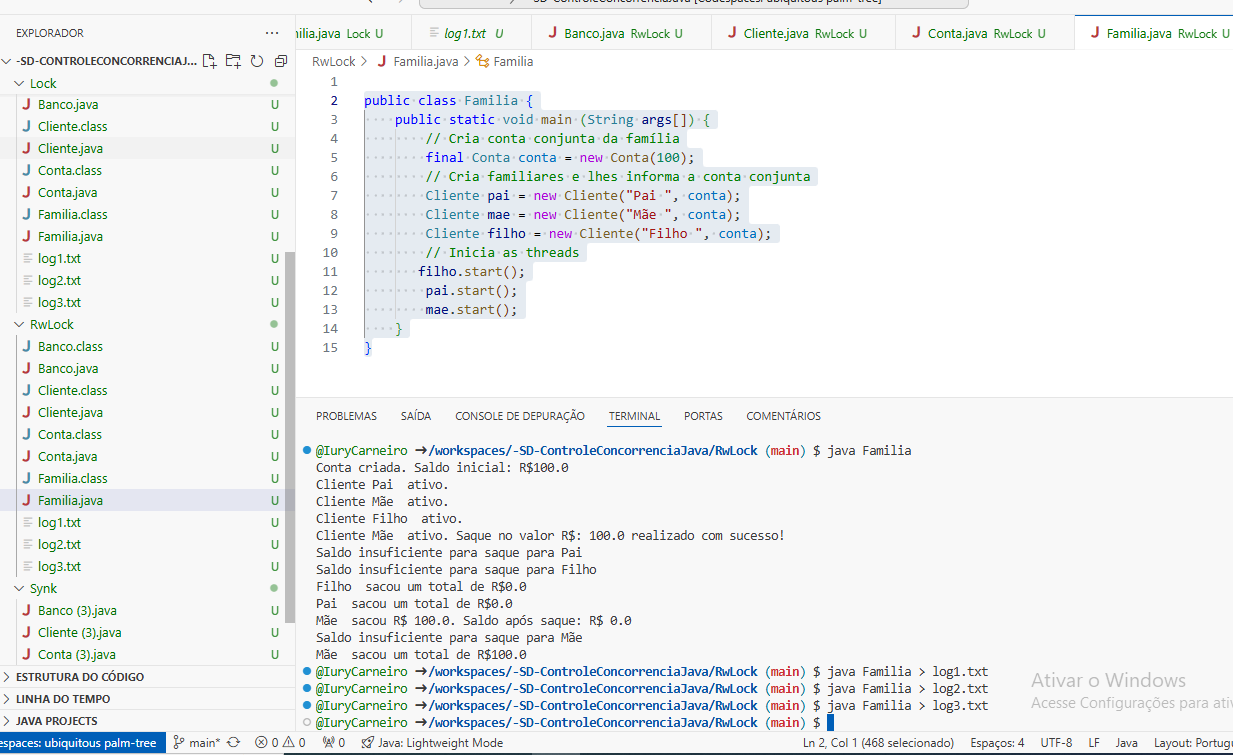 -SD-ControleConcorrenciaJava [Codespaces: ubiquitous palm-tree]
EXPLORADOR
ilia.java Lock U
log1.txt U
Banco.java RwLock U
Cliente.java RwLock U
Conta.java RwLock U
Familia.java RwLock U
-SD-CONTROLECONCORRENCIAJ...
RwLock > Familia.java > Familia
Lock
Banco.java U
Cliente.class U
Cliente.java U
Conta.class U
Conta.java U
Familia.class U
Familia.java U
log1.txt U
log2.txt U
log3.txt U
RwLock
Banco.class U
Banco.java U
Cliente.class U
Cliente.java U
Conta.class U
Conta.java U
Familia.class U
Familia.java U
log1.txt U
log2.txt U
log3.txt U
Synk
Banco (3).java U
Cliente (3).java U
Conta (3).java U
ESTRUTURA DO CÓDIGO
LINHA DO TEMPO
JAVA PROJECTS
1
2 public class Familia {
3 public static void main (String args[]) {
4 // Cria conta conjunta da família
5 final Conta conta = new Conta(100);
6 // Cria familiares e lhes informa a conta conjunta
7 Cliente pai = new Cliente("Pai ", conta);
8 Cliente mae = new Cliente("Mãe ", conta);
9 Cliente filho = new Cliente("Filho ", conta);
10 // Inicia as threads
11 filho.start();
12 pai.start();
13 mae.start();
14 }
15 }
PROBLEMAS SAÍDA CONSOLE DE DEPURAÇÃO TERMINAL PORTAS COMENTÁRIOS
@IuryCarneiro ➜/workspaces/-SD-ControleConcorrenciaJava/RwLock (main) $ java Familia
Conta criada. Saldo inicial: R$100.0
Cliente Pai  ativo.
Cliente Mãe  ativo.
Cliente Filho  ativo.
Cliente Mãe  ativo. Saque no valor R$: 100.0 realizado com sucesso!
Saldo insuficiente para saque para Pai
Saldo insuficiente para saque para Filho
Filho  sacou um total de R$0.0
Pai  sacou um total de R$0.0
Mãe  sacou R$ 100.0. Saldo após saque: R$ 0.0
Saldo insuficiente para saque para Mãe
Mãe  sacou um total de R$100.0
@IuryCarneiro ➜/workspaces/-SD-ControleConcorrenciaJava/RwLock (main) $ java Familia > log1.txt
@IuryCarneiro ➜/workspaces/-SD-ControleConcorrenciaJava/RwLock (main) $ java Familia > log2.txt
@IuryCarneiro ➜/workspaces/-SD-ControleConcorrenciaJava/RwLock (main) $ java Familia > log3.txt
@IuryCarneiro ➜/workspaces/-SD-ControleConcorrenciaJava/RwLock (main) $
Ativar o Windows
Acesse Configurações para ativ
espaces: ubiquitous palm-tree main* 0 0 0 Java: Lightweight Mode Ln 2, Col 1 (468 selecionado) Espaços: 4 UTF-8 LF Java Layout: Portug